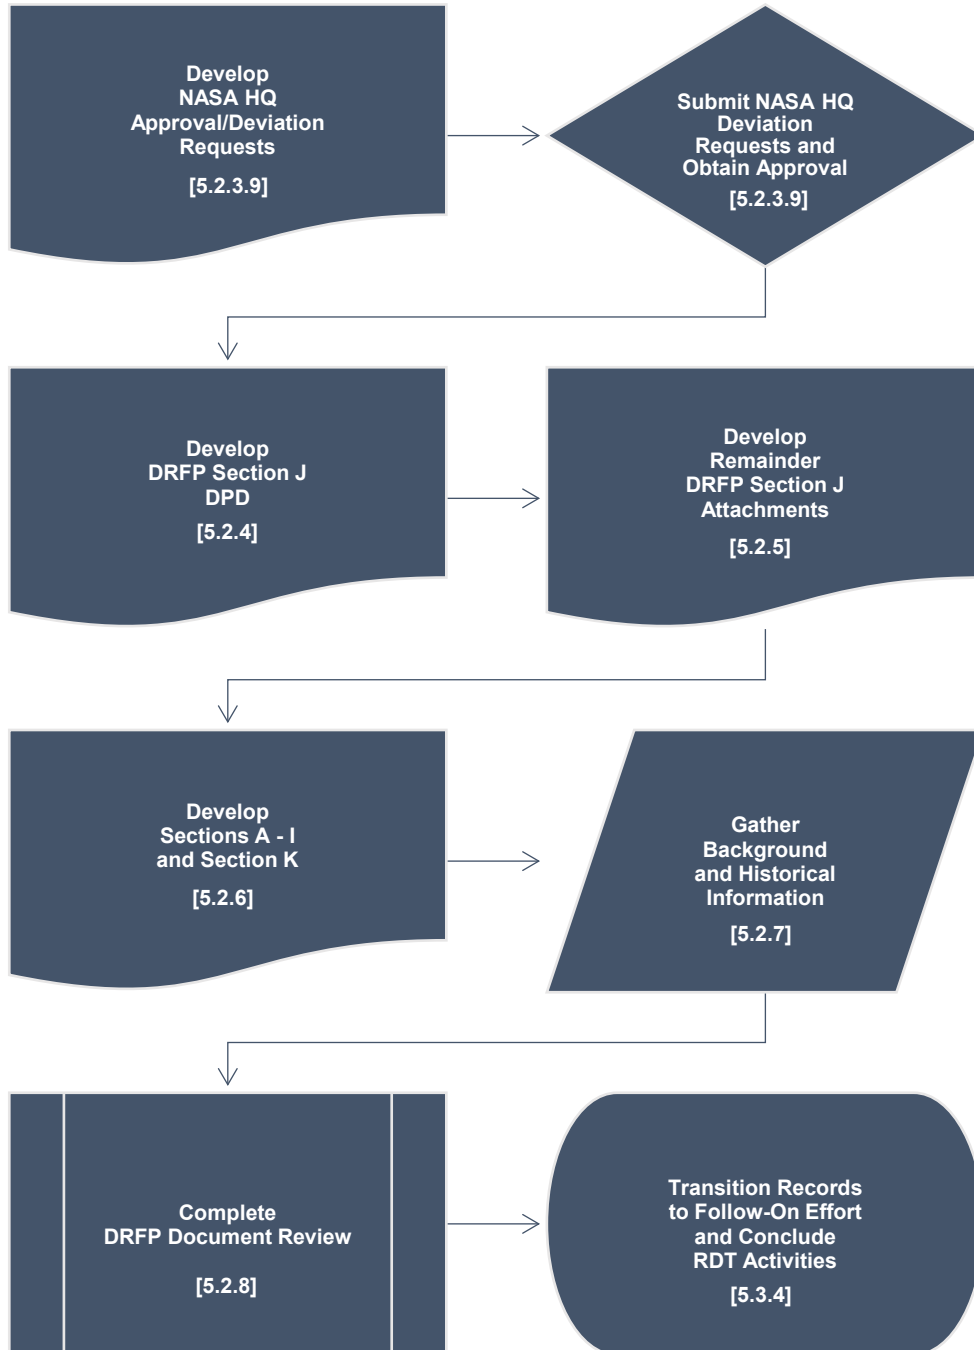 Develop
NASA HQ
Approval/Deviation
Requests
[5.2.3.9]
Submit NASA HQ
Deviation
Requests and
Obtain Approval
[5.2.3.9]
Develop
DRFP Section J
DPD
[5.2.4]
Develop
Remainder
DRFP Section J
Attachments
[5.2.5]
Develop
Sections A - I
and Section K
[5.2.6]
Gather
Background
and Historical
Information
[5.2.7]
Complete
DRFP Document Review
[5.2.8]
Transition Records
to Follow-On Effort
and Conclude
RDT Activities
[5.3.4]